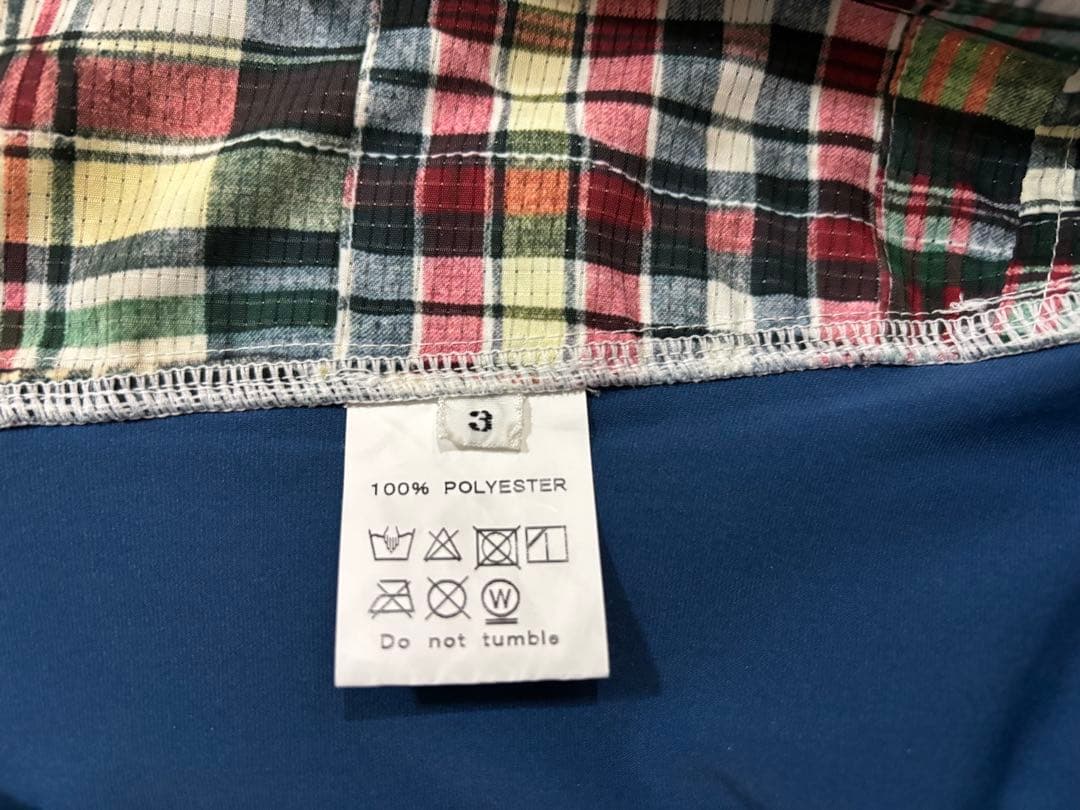 3
100% POLYESTER
W
Do not tumble